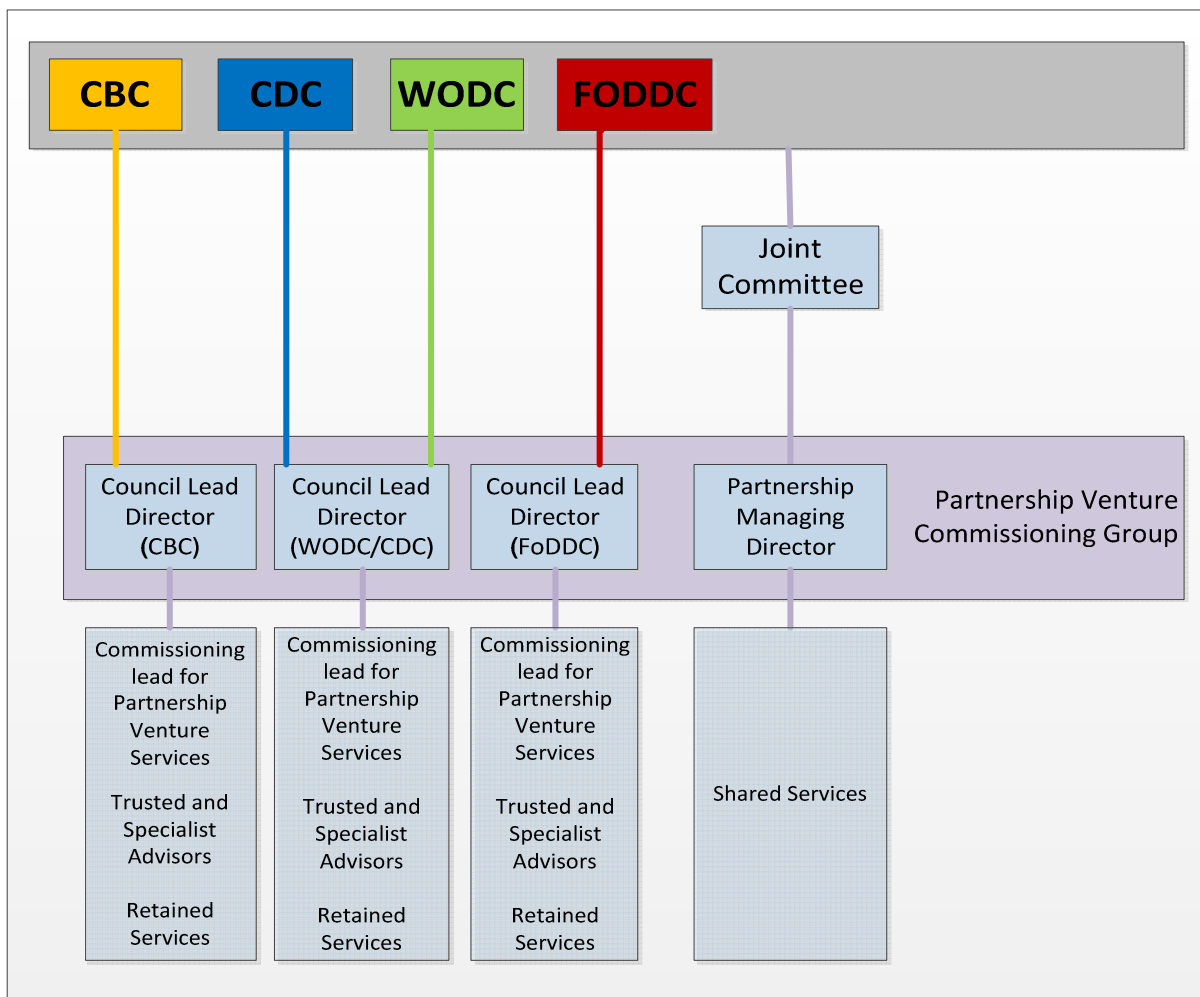 CBC
CDC
WODC
FODDC
Joint
Committee
Council Lead
Director
(CBC)
Council Lead
Director
(WODC/CDC)
Council Lead
Director
(FoDDC)
Partnership
Managing
Director
Partnership Venture
Commissioning Group
Commissioning
lead for
Partnership
Venture
Services
Trusted and
Specialist
Advisors
Retained
Services
Commissioning
lead for
Partnership
Venture
Services
Trusted and
Specialist
Advisors
Retained
Services
Commissioning
lead for
Partnership
Venture
Services
Trusted and
Specialist
Advisors
Retained
Services
Shared Services